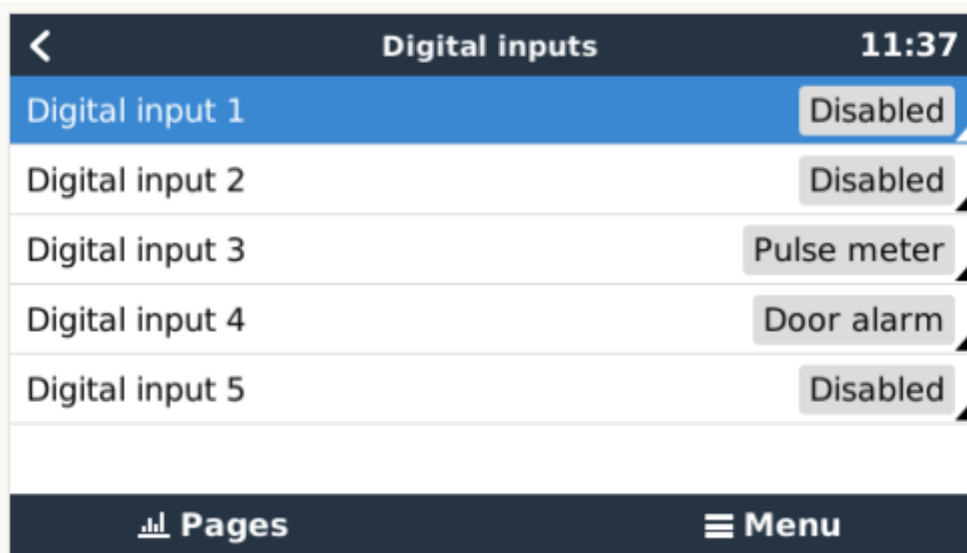 Digital inputs 11:37
Digital input 1 Disabled
Digital input 2 Disabled
Digital input 3 Pulse meter
Digital input 4 Door alarm
Digital input 5 Disabled
Pages Menu